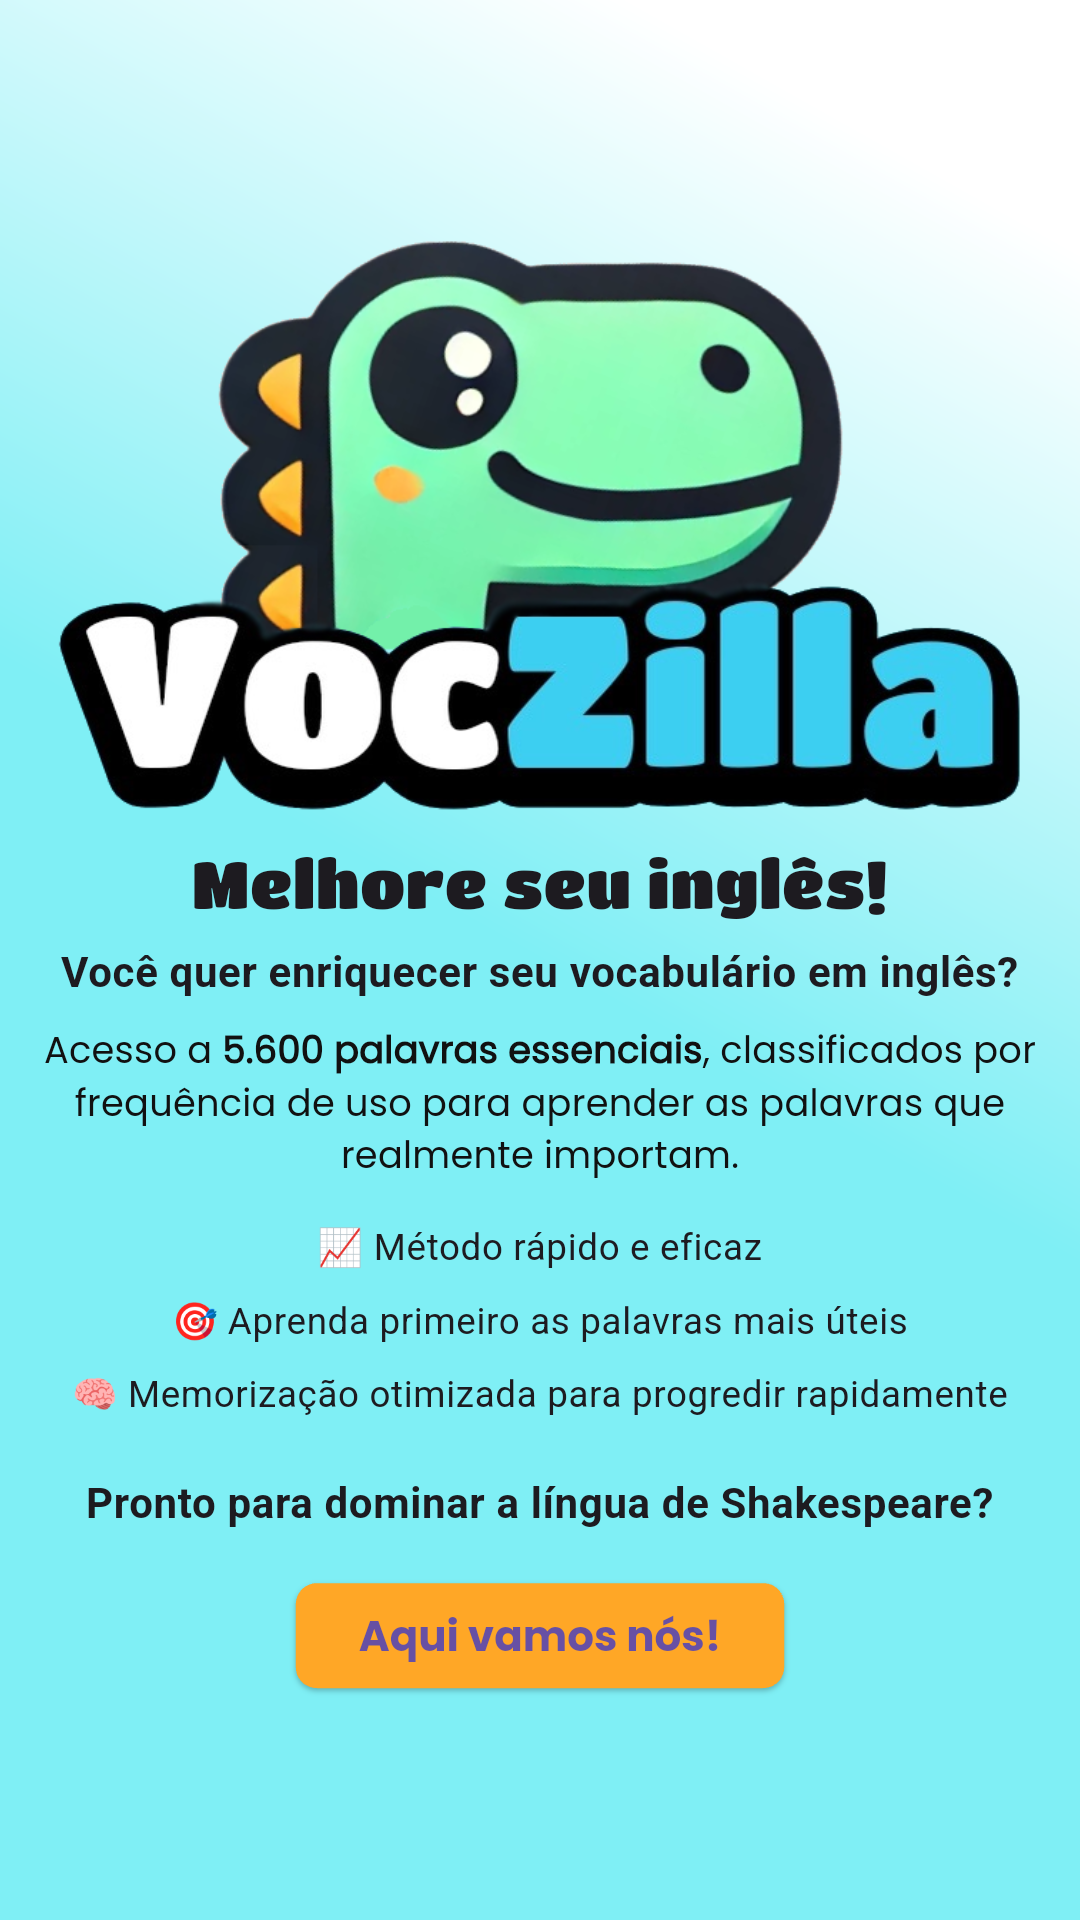 VocZilla
Melhore seu inglês!
Você quer enriquecer seu vocabulário em inglês?
Acesso a 5.600 palavras essenciais, classificados por
frequência de uso para aprender as palavras que
realmente importam.
📈 Método rápido e eficaz
🎯 Aprenda primeiro as palavras mais úteis
🧠 Memorização otimizada para progredir rapidamente
Pronto para dominar a língua de Shakespeare?
Aqui vamos nós!